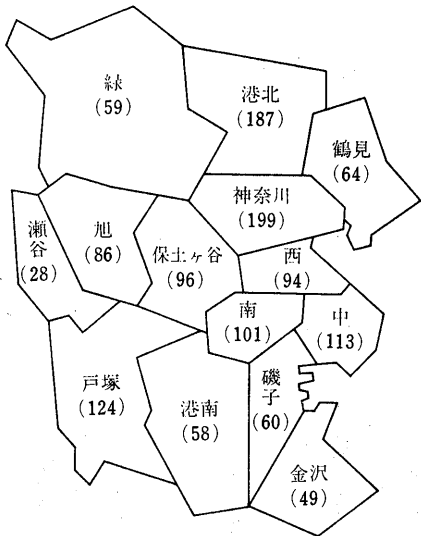 緑
(59)
港北
(187)
鶴見
(64)
神奈川
(199)
瀬谷
(28)
旭
(86)
保土ヶ谷
(96)
西
(94)
南
(101)
中
(113)
戸塚
(124)
港南
(58)
磯子
(60)
金沢
(49)